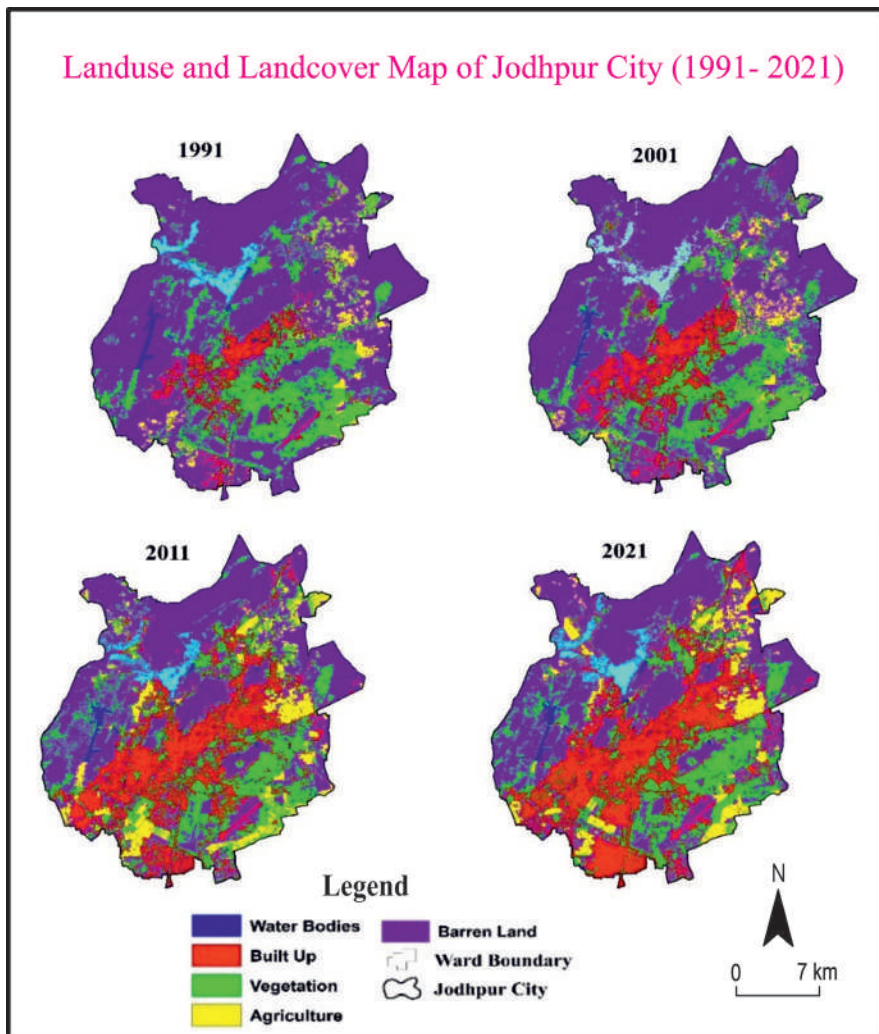 Landuse and Landcover Map of Jodhpur City (1991- 2021)
1991
2001
2011
2021
Legend
Water Bodies
Built Up
Vegetation
Agriculture
Barren Land
Ward Boundary
Jodhpur City
N
0 7 km